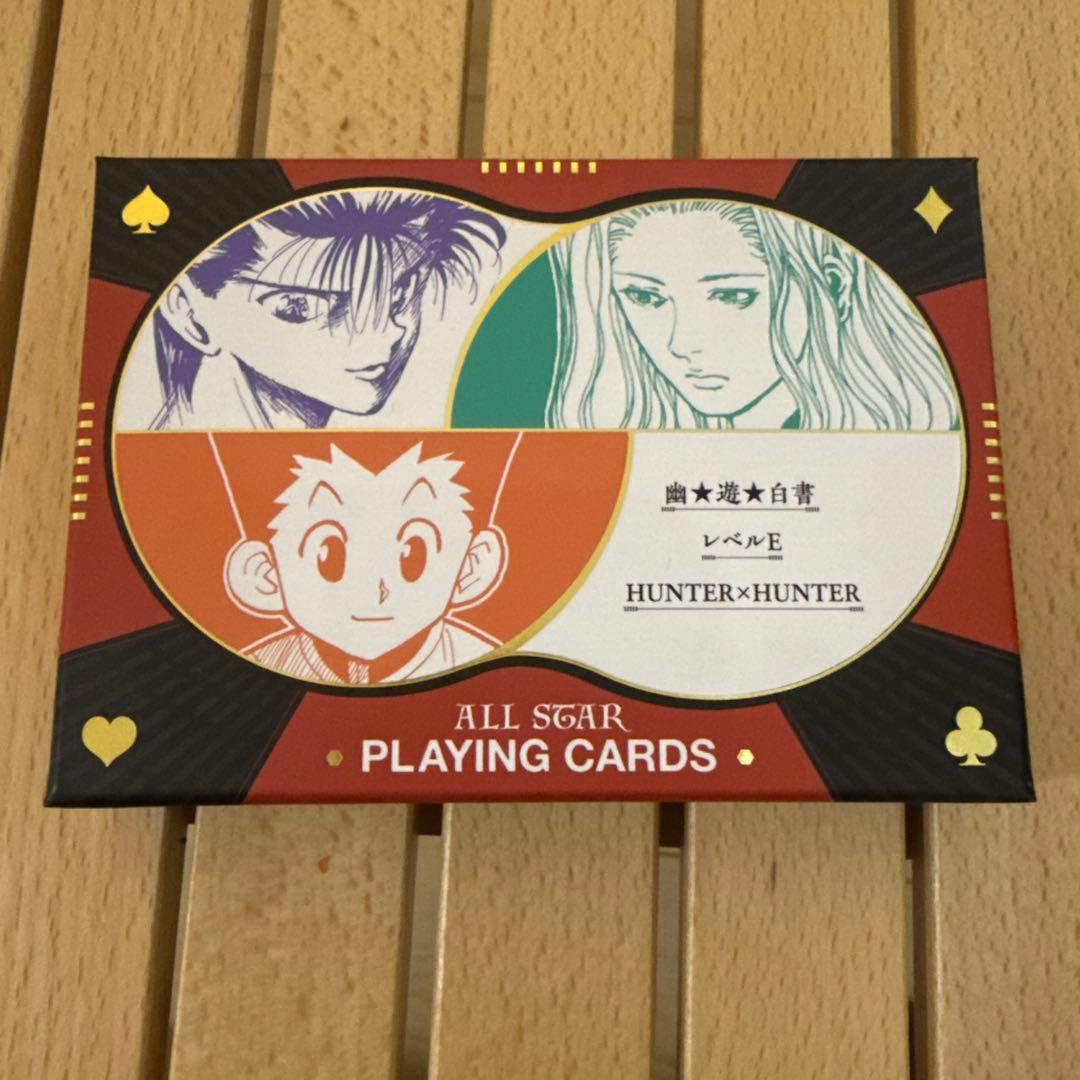 幽★遊★白書
レベルE
HUNTER×HUNTER
ALL STAR
PLAYING CARDS